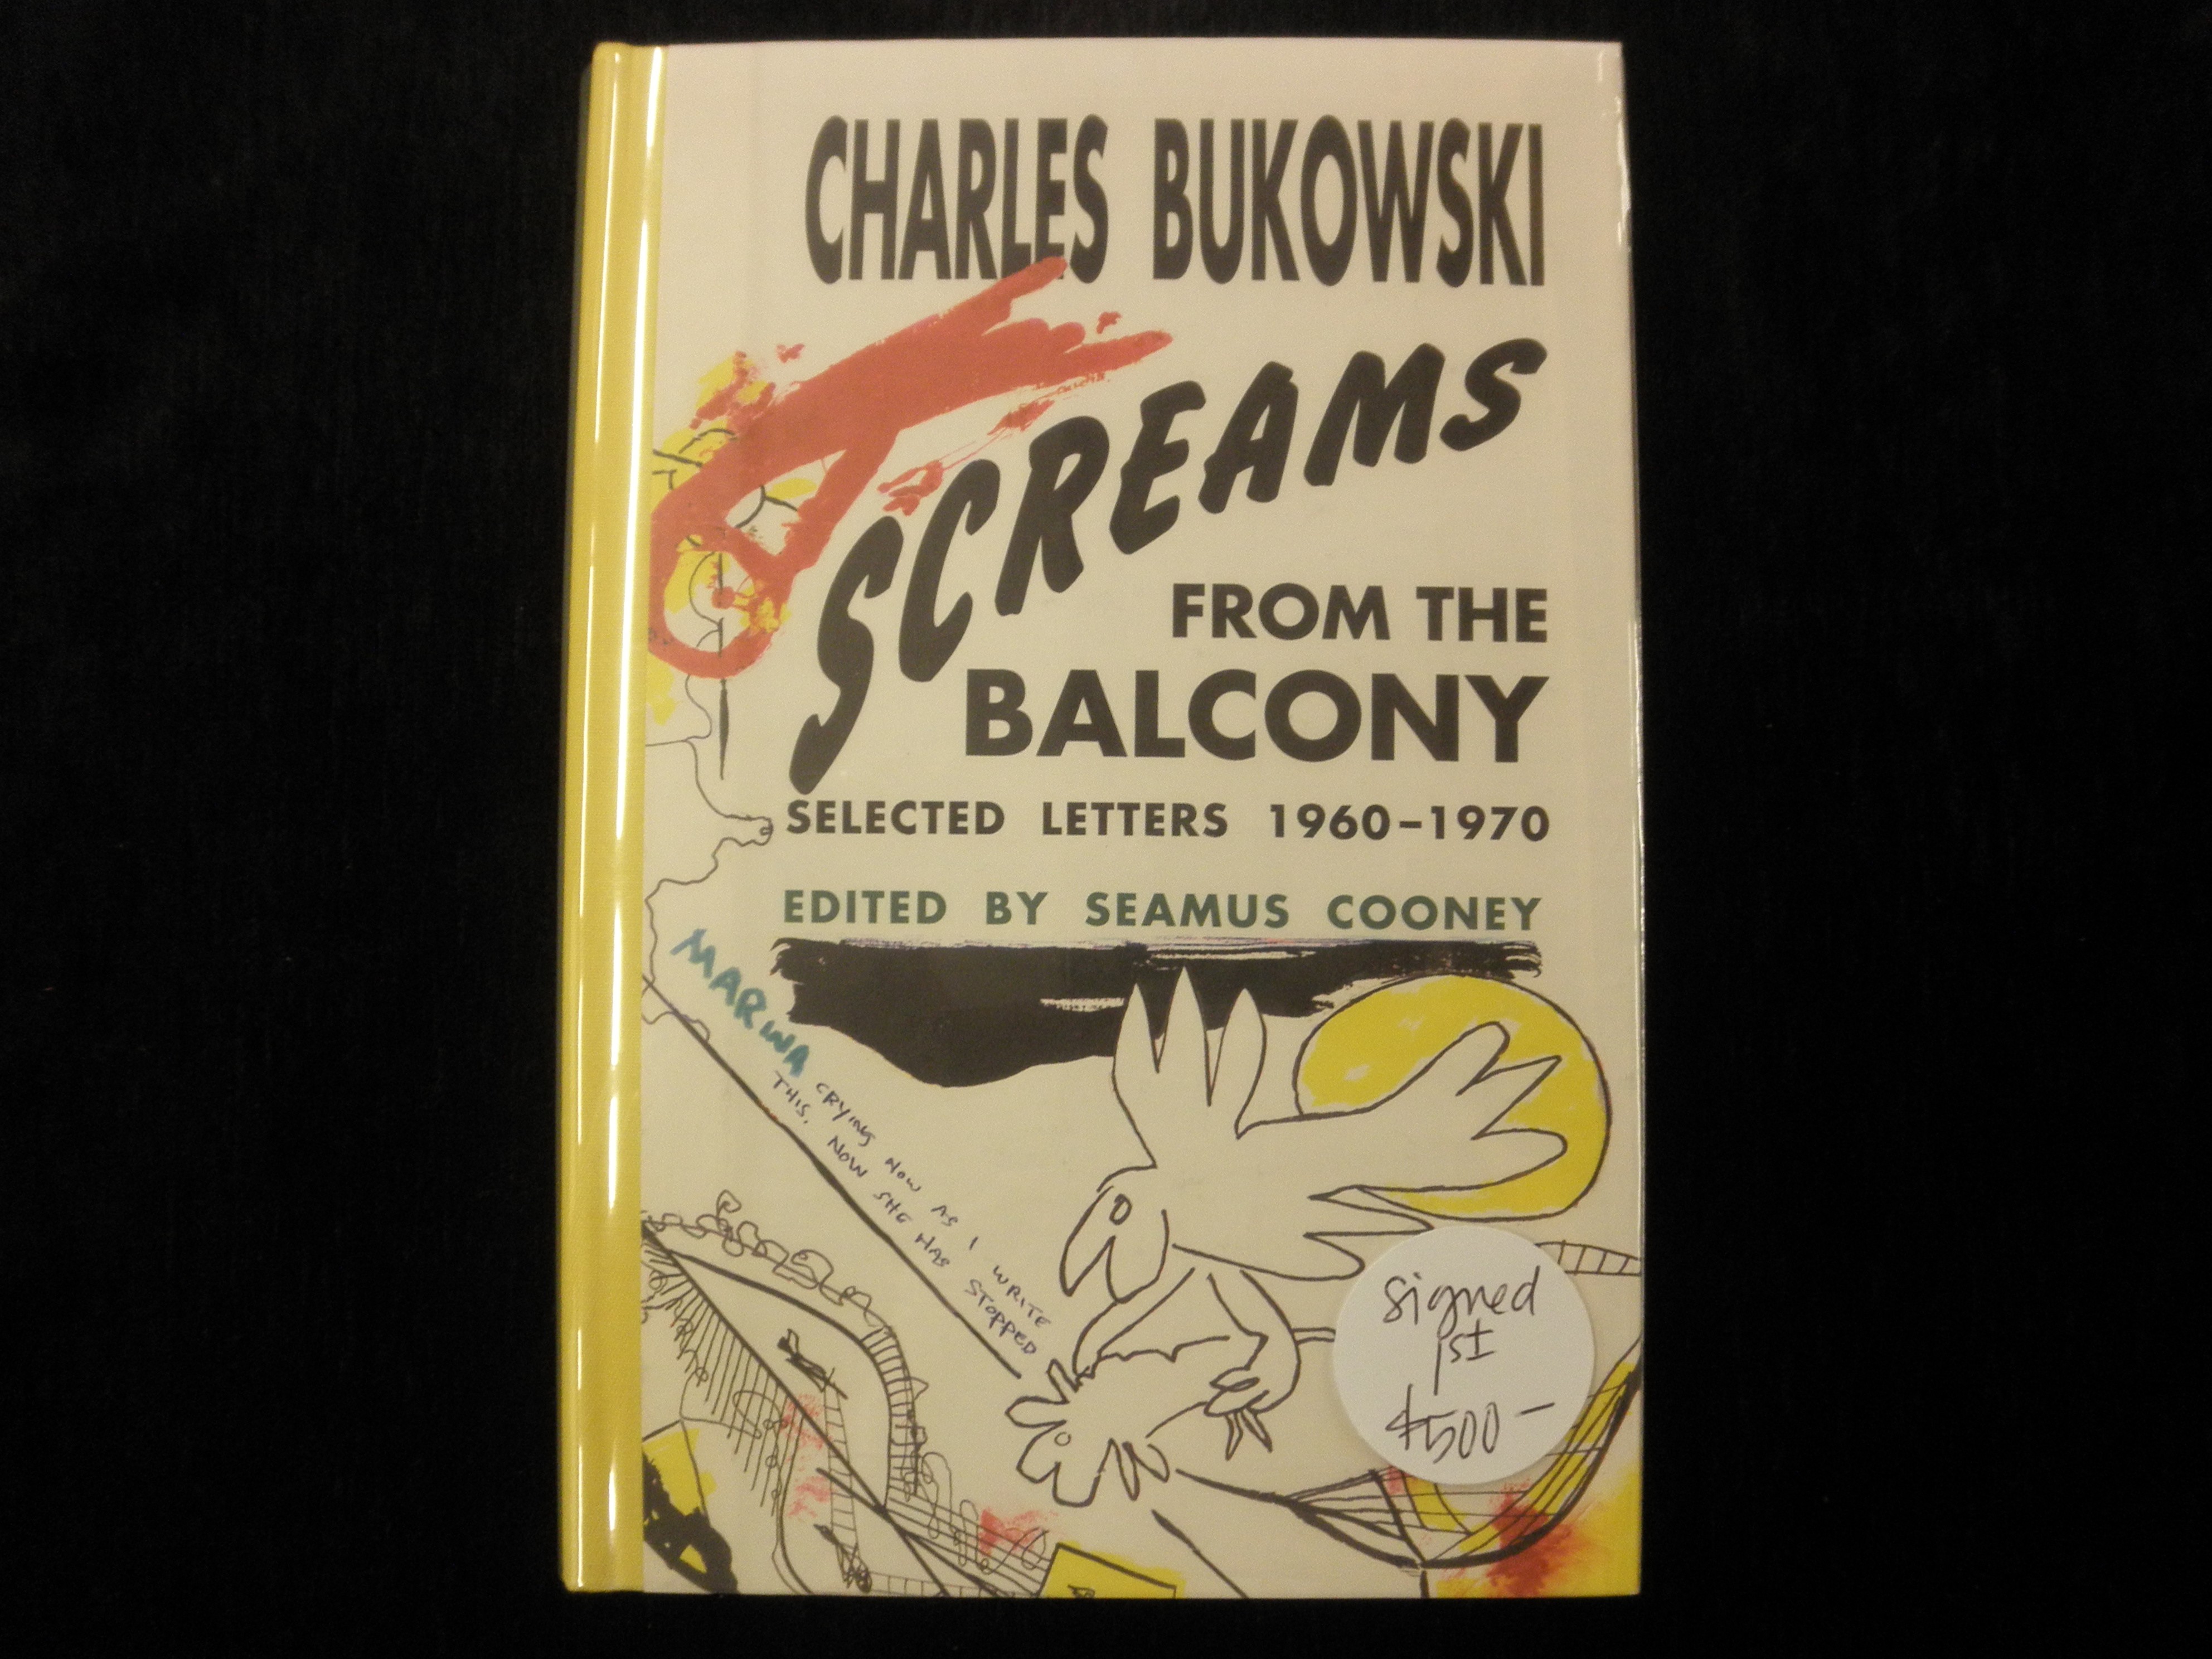 CHARLES BUKOWSKI
SCREAMS
FROM THE
BALCONY
SELECTED LETTERS 1960-1970
EDITED BY SEAMUS COONEY
MARINA
CRYING NOW AS I WRITE
THIS. NOW SHE HAS STOPPED
signed
1st
$500-